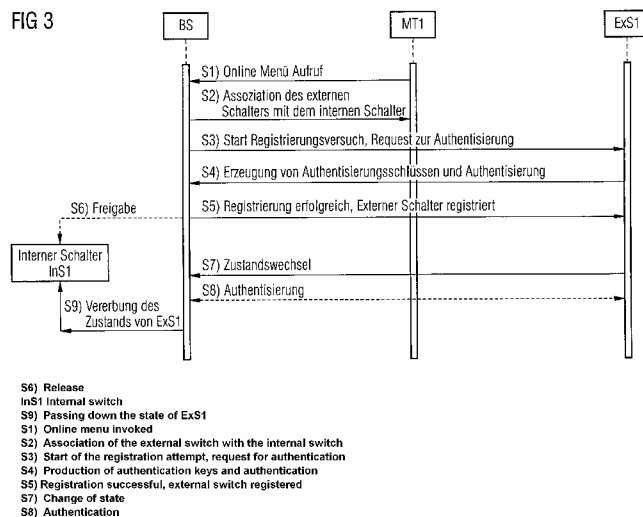 FIG 3
BS
MT1
ExS1
S1) Online Menü Aufruf
S2) Assoziation des externen
Schalters mit dem internen Schalter
S3) Start Registrierungsversuch, Request zur Authentisierung
S4) Erzeugung von Authentisierungsschlüssen und Authentisierung
S6) Freigabe
S5) Registrierung erfolgreich, Externer Schalter registriert
Interner Schalter
InS1
S7) Zustandswechsel
S8) Authentisierung
S9) Vererbung des
Zustands von ExS1
S6) Release
InS1 Internal switch
S9) Passing down the state of ExS1
S1) Online menu invoked
S2) Association of the external switch with the internal switch
S3) Start of the registration attempt, request for authentication
S4) Production of authentication keys and authentication
S5) Registration successful, external switch registered
S7) Change of state
S8) Authentication